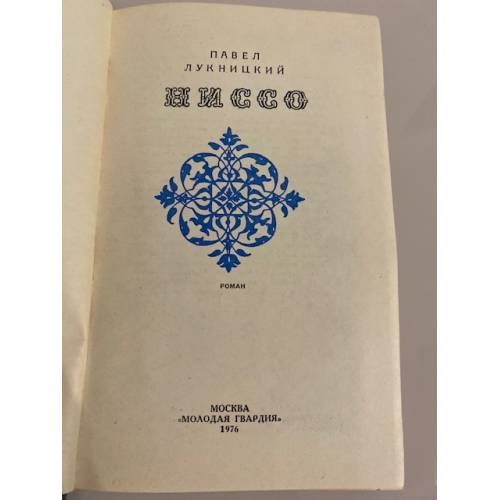 ПАВЕЛ
ЛУКНИЦКИЙ
НИССО
РОМАН
МОСКВА
«МОЛОДАЯ ГВАРДИЯ»
1976